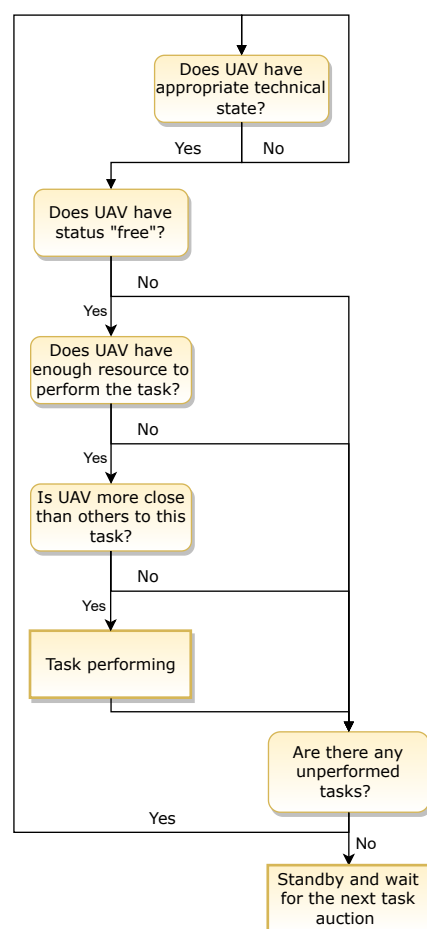 Does UAV have
appropriate technical
state?
Yes
No
Does UAV have
status "free"?
No
Yes
Does UAV have
enough resource to
perform the task?
No
Yes
Is UAV more close
than others to this
task?
No
Yes
Task performing
Are there any
unperformed
tasks?
Yes
No
Standby and wait
for the next task
auction